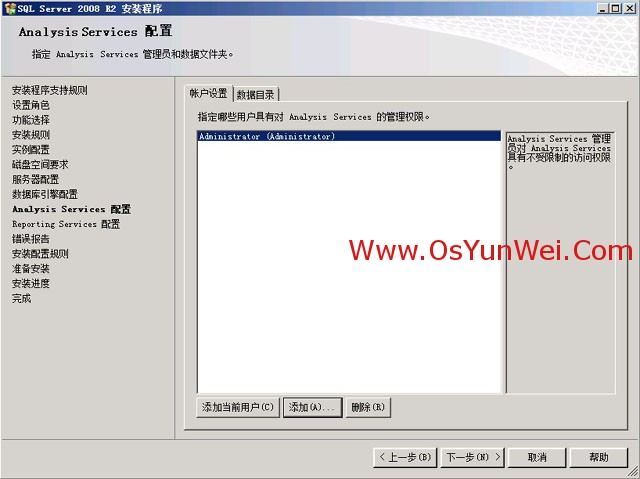 SQL Server 2008 R2 安装程序
Analysis Services 配置
指定 Analysis Services 管理员和数据文件夹。
安装程序支持规则
设置角色
功能选择
安装规则
实例配置
磁盘空间要求
服务器配置
数据库引擎配置
Analysis Services 配置
Reporting Services 配置
错误报告
安装配置规则
准备安装
安装进度
完成
帐户设置 数据目录
指定哪些用户具有对 Analysis Services 的管理权限。
Administrator (Administrator)
Analysis Services 管理
员对 Analysis Services
具有不受限制的访问权限
。
Www.OsYunWei.Com
添加当前用户(C) 添加(A)... 删除(R)
< 上一步(B) 下一步(N) > 取消 帮助